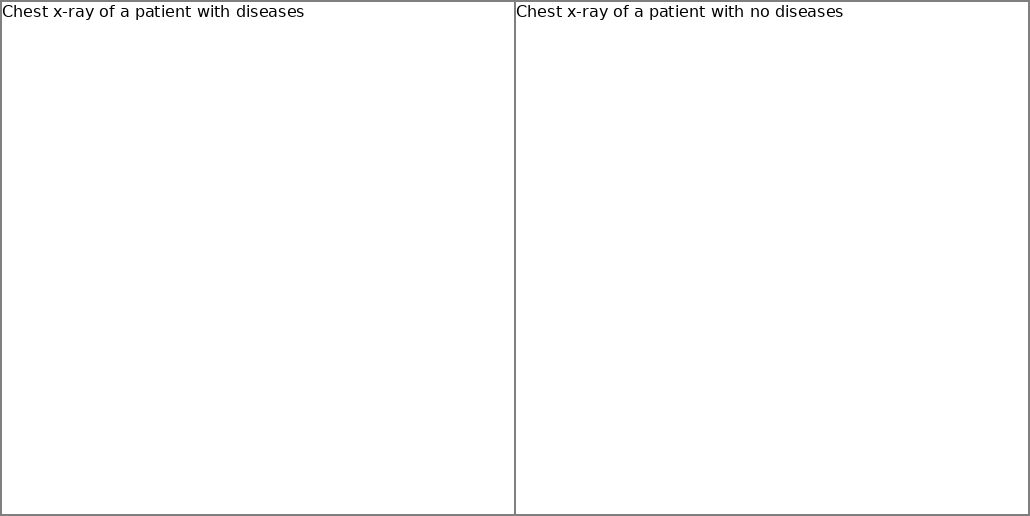 Chest x-ray of a patient with diseases
Chest x-ray of a patient with no diseases